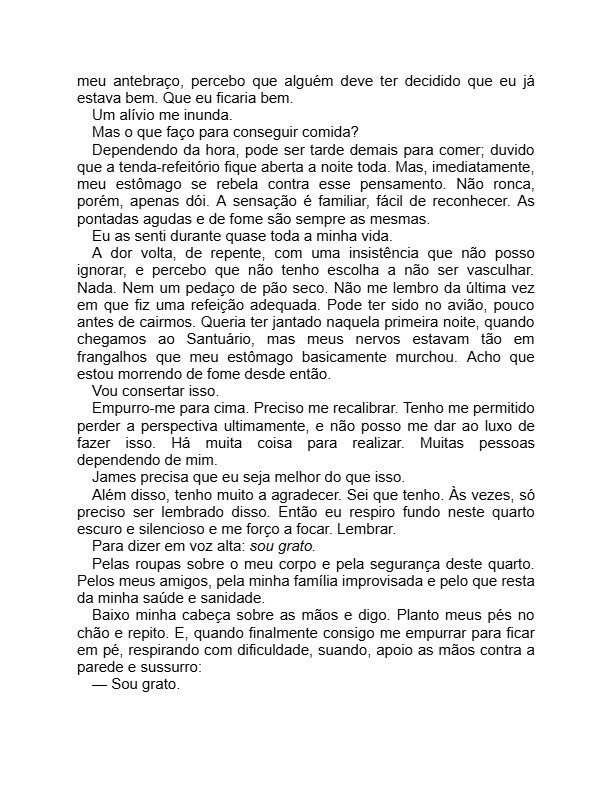 meu antebraço, percebo que alguém deve ter decidido que eu já
estava bem. Que eu ficaria bem.
Um alívio me inunda.
Mas o que faço para conseguir comida?
Dependendo da hora, pode ser tarde demais para comer; duvido
que a tenda-refeitório fique aberta a noite toda. Mas, imediatamente,
meu estômago se rebela contra esse pensamento. Não ronca,
porém, apenas dói. A sensação é familiar, fácil de reconhecer. As
pontadas agudas e de fome são sempre as mesmas.
Eu as senti durante quase toda a minha vida.
A dor volta, de repente, com uma insistência que não posso
ignorar, e percebo que não tenho escolha a não ser vasculhar.
Nada. Nem um pedaço de pão seco. Não me lembro da última vez
em que fiz uma refeição adequada. Pode ter sido no avião, pouco
antes de cairmos. Queria ter jantado naquela primeira noite, quando
chegamos ao Santuário, mas meus nervos estavam tão em
frangalhos que meu estômago basicamente murchou. Acho que
estou morrendo de fome desde então.
Vou consertar isso.
Empurro-me para cima. Preciso me recalibrar. Tenho me permitido
perder a perspectiva ultimamente, e não posso me dar ao luxo de
fazer isso. Há muita coisa para realizar. Muitas pessoas
dependendo de mim.
James precisa que eu seja melhor do que isso.
Além disso, tenho muito a agradecer. Sei que tenho. Às vezes, só
preciso ser lembrado disso. Então eu respiro fundo neste quarto
escuro e silencioso e me forço a focar. Lembrar.
Para dizer em voz alta: sou grato.
Pelas roupas sobre o meu corpo e pela segurança deste quarto.
Pelos meus amigos, pela minha família improvisada e pelo que resta
da minha saúde e sanidade.
Baixo minha cabeça sobre as mãos e digo. Planto meus pés no
chão e repito. E, quando finalmente consigo me empurrar para ficar
em pé, respirando com dificuldade, suando, apoio as mãos contra a
parede e sussurro:
— Sou grato.